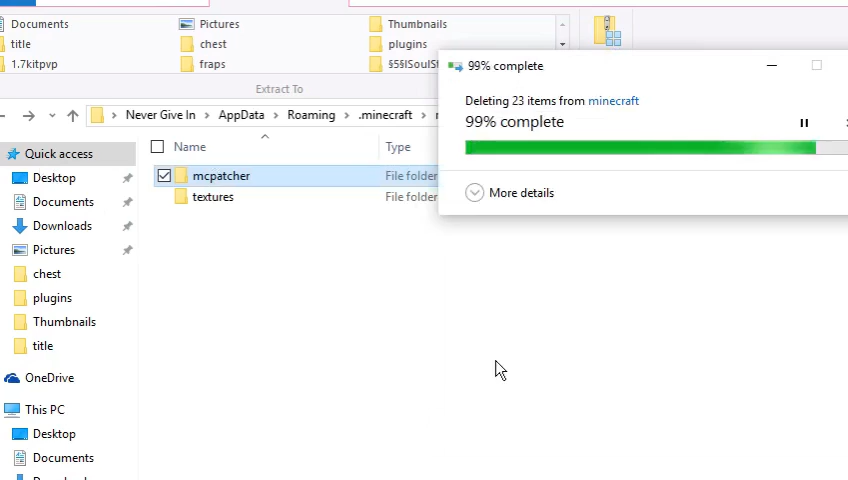 Documents Pictures Thumbnails
title chest plugins
1.7kitpvp fraps
Extract To
99% complete
Never Give In AppData Roaming .minecraft
Deleting 23 items from minecraft
99% complete
More details
Name Type
mcpatcher File folder
textures File folder
Quick access
Desktop
Documents
Downloads
Pictures
chest
plugins
Thumbnails
title
OneDrive
This PC
Desktop
Documents